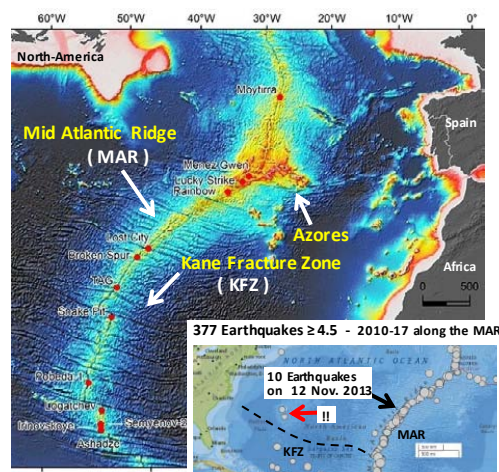 60°W 50°W 40°W 30°W 20°W 10°W 0°
North-America
Moytirra
Spain
Mid Atlantic Ridge
( MAR )
Menez Gwen
Lucky Strike
Rainbow
Azores
Lost City
Broken Spur
Kane Fracture Zone
( KFZ )
Africa
TAG
0 500
Snake Pit
377 Earthquakes ≥ 4.5 - 2010-17 along the MAR
NORTH ATLANTIC OCEAN
10 Earthquakes
on 12 Nov. 2013
!!
MAR
KFZ
Logatchev
Semyenov-2
Irinovskoye
Ashadze